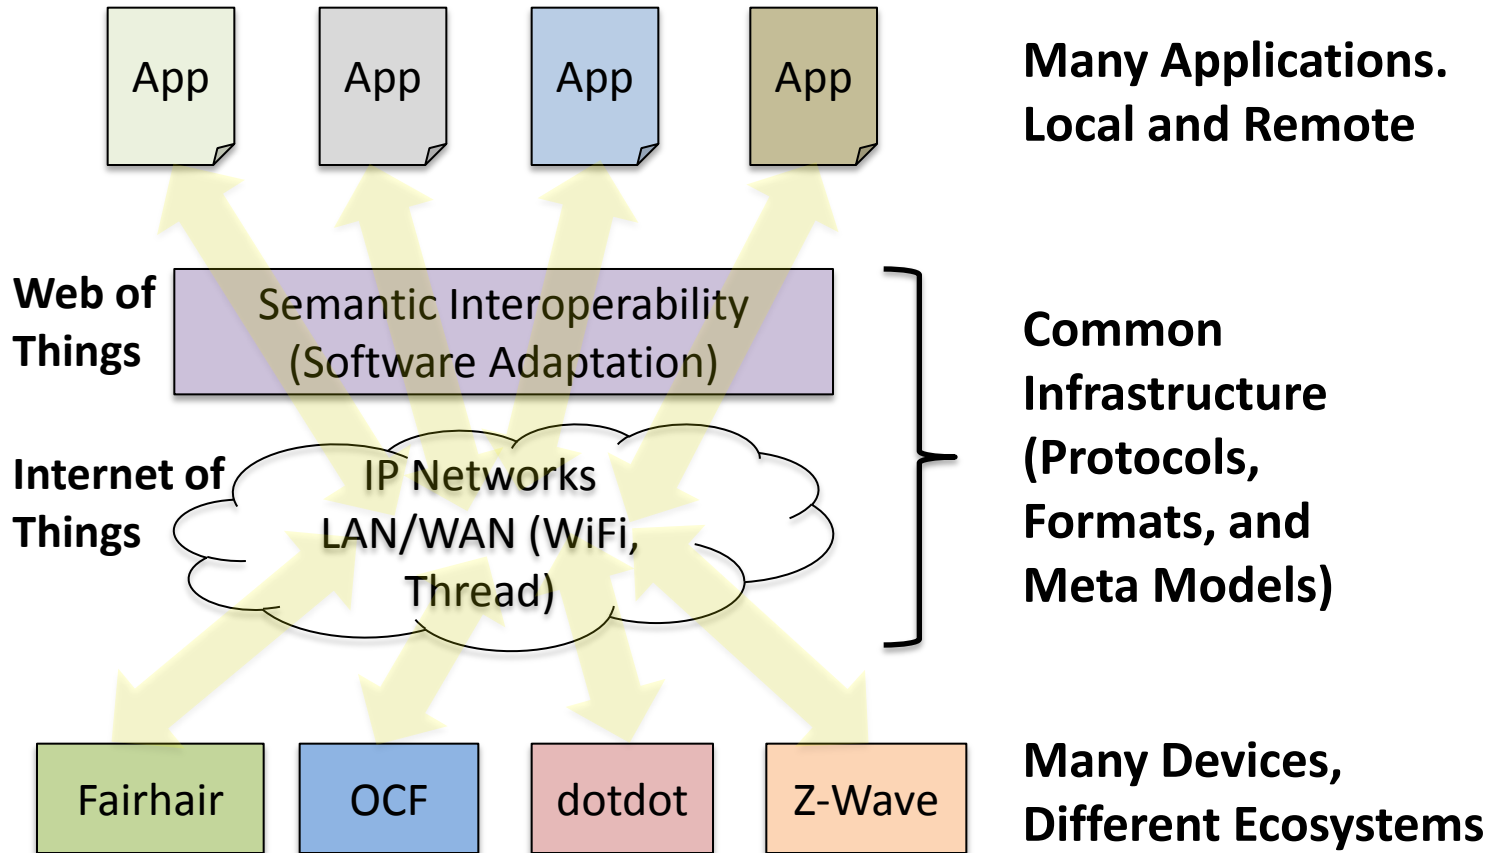 App
App
App
App
Many Applications.
Local and Remote
Web of
Things
Semantic Interoperability
(Software Adaptation)
Common
Infrastructure
(Protocols,
Formats, and
Meta Models)
Internet of
Things
IP Networks
LAN/WAN (WiFi,
Thread)
Fairhair
OCF
dotdot
Z-Wave
Many Devices,
Different Ecosystems